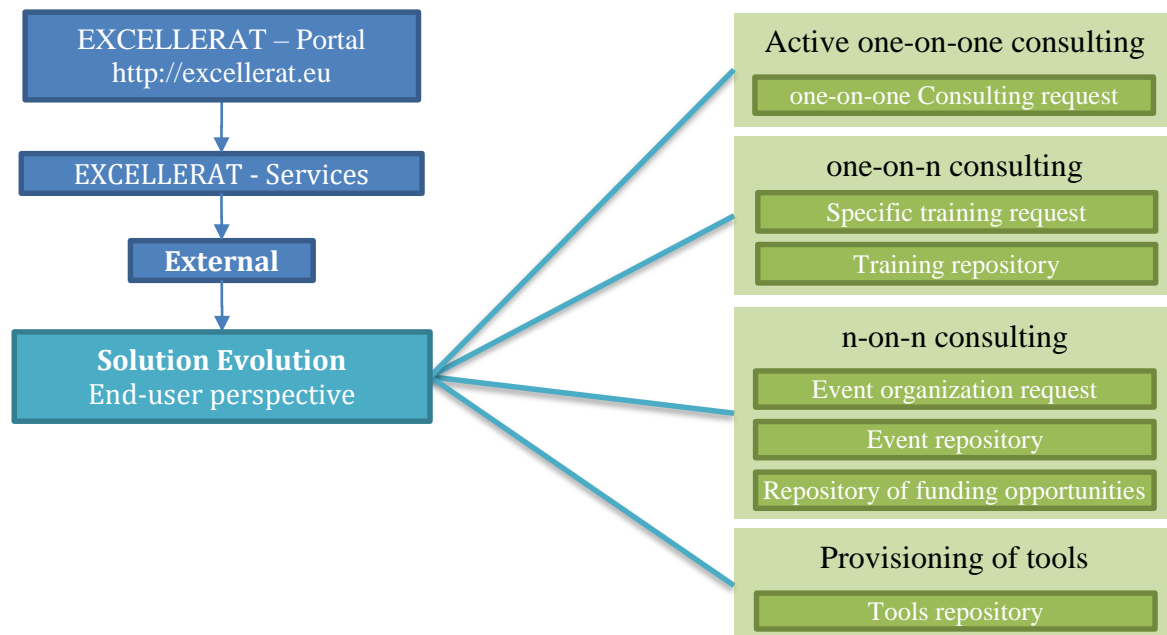 EXCELLERAT – Portal
http://excellerat.eu
EXCELLERAT - Services
External
Solution Evolution
End-user perspective
Active one-on-one consulting
one-on-one Consulting request
one-on-n consulting
Specific training request
Training repository
n-on-n consulting
Event organization request
Event repository
Repository of funding opportunities
Provisioning of tools
Tools repository